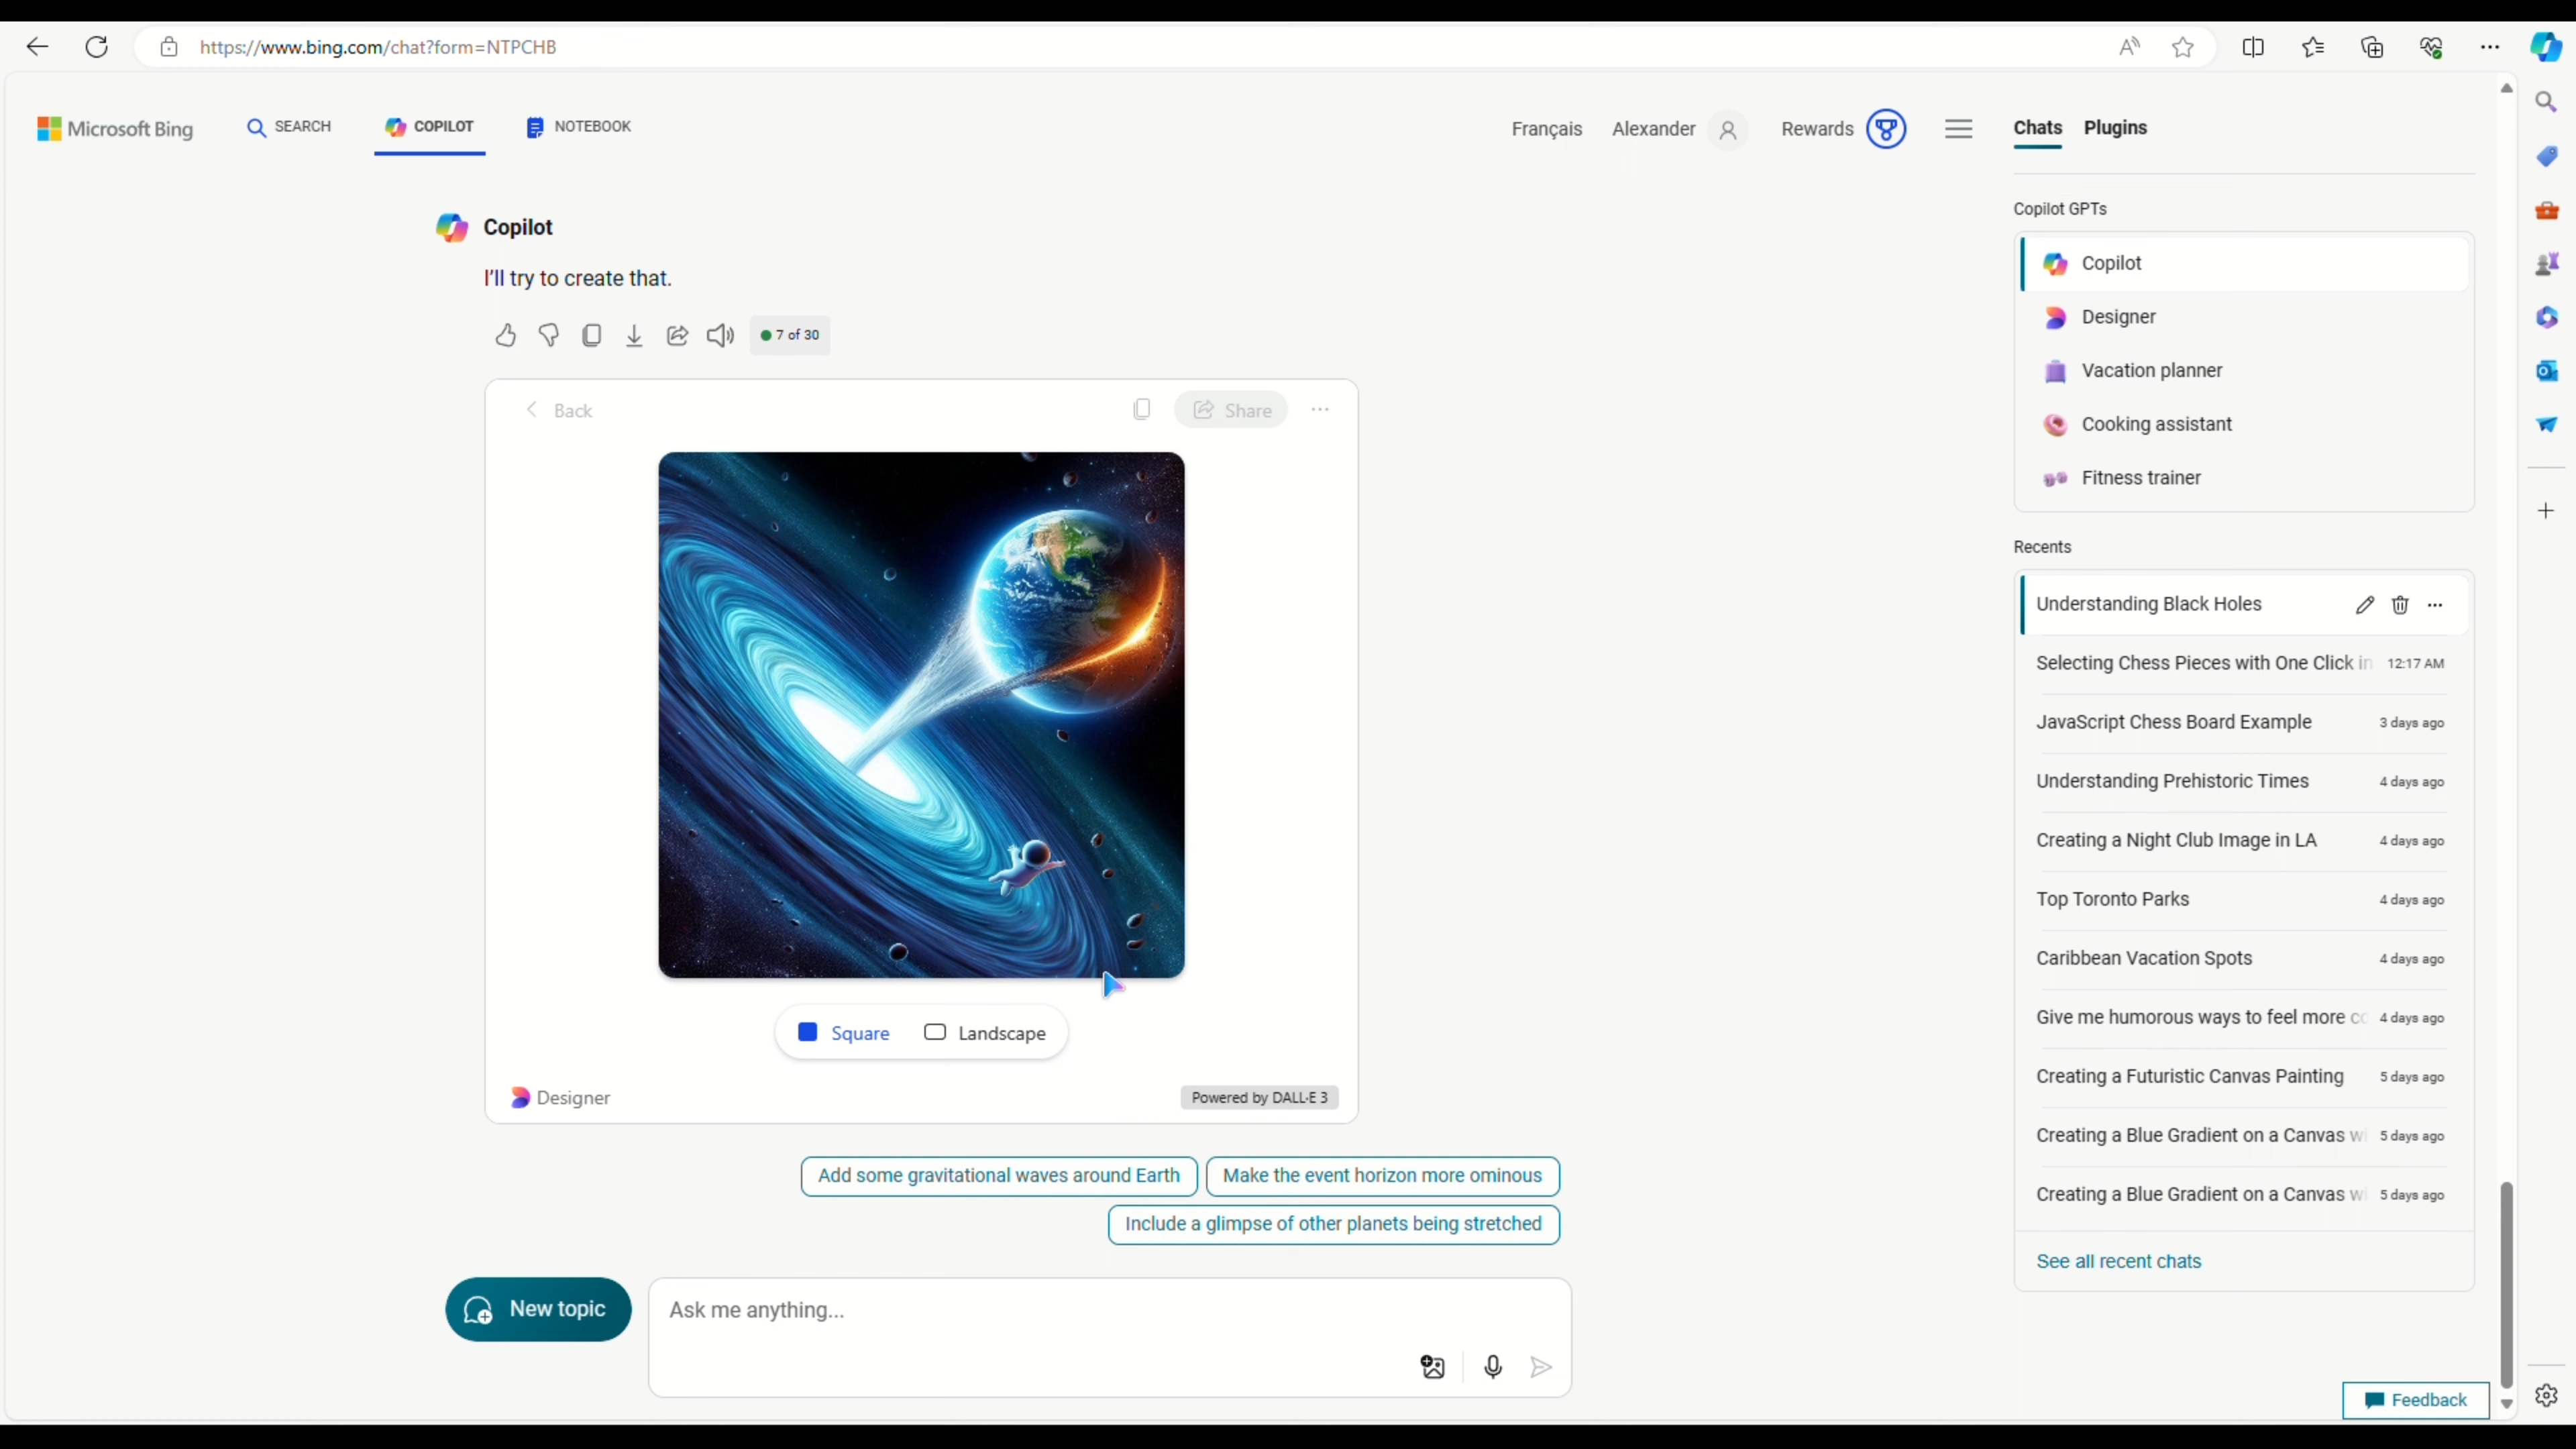 https://www.bing.com/chat?form=NTPCHB
Microsoft Bing
SEARCH
COPILOT
NOTEBOOK
Français
Alexander
Rewards
Chats
Plugins
Copilot
I'll try to create that.
7 of 30
Back
Share
Square
Landscape
Designer
Powered by DALL·E 3
Add some gravitational waves around Earth
Make the event horizon more ominous
Include a glimpse of other planets being stretched
New topic
Ask me anything...
Copilot GPTs
Copilot
Designer
Vacation planner
Cooking assistant
Fitness trainer
Recents
Understanding Black Holes
Selecting Chess Pieces with One Click in 12:17 AM
JavaScript Chess Board Example 3 days ago
Understanding Prehistoric Times 4 days ago
Creating a Night Club Image in LA 4 days ago
Top Toronto Parks 4 days ago
Caribbean Vacation Spots 4 days ago
Give me humorous ways to feel more 4 days ago
Creating a Futuristic Canvas Painting 5 days ago
Creating a Blue Gradient on a Canvas 5 days ago
Creating a Blue Gradient on a Canvas 5 days ago
See all recent chats
Feedback